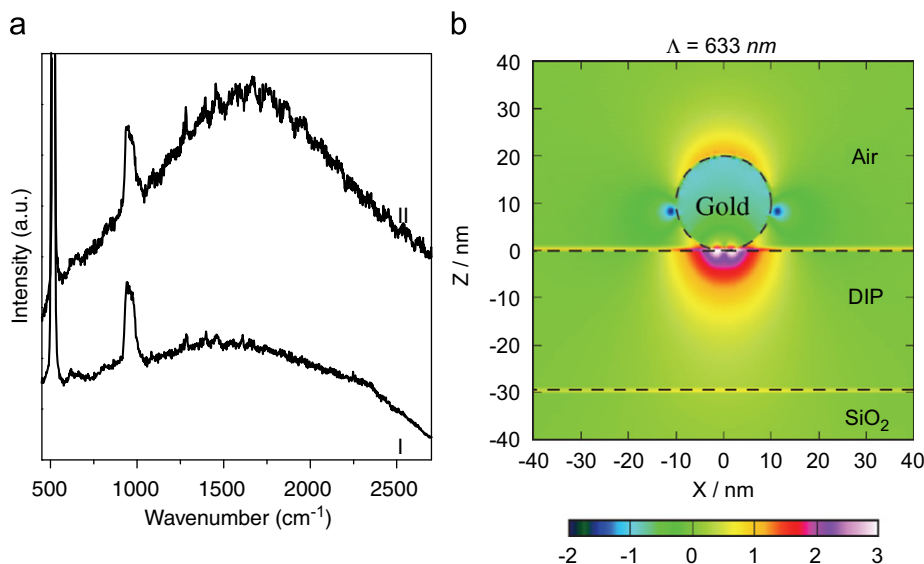 a
Intensity (a.u.)
II
I
500 1000 1500 2000 2500
Wavenumber (cm⁻¹)
b
Λ = 633 nm
40
30
20
10
0
-10
-20
-30
-40
Z / nm
Air
Gold
DIP
SiO₂
-40 -30 -20 -10 0 10 20 30 40
X / nm
-2 -1 0 1 2 3